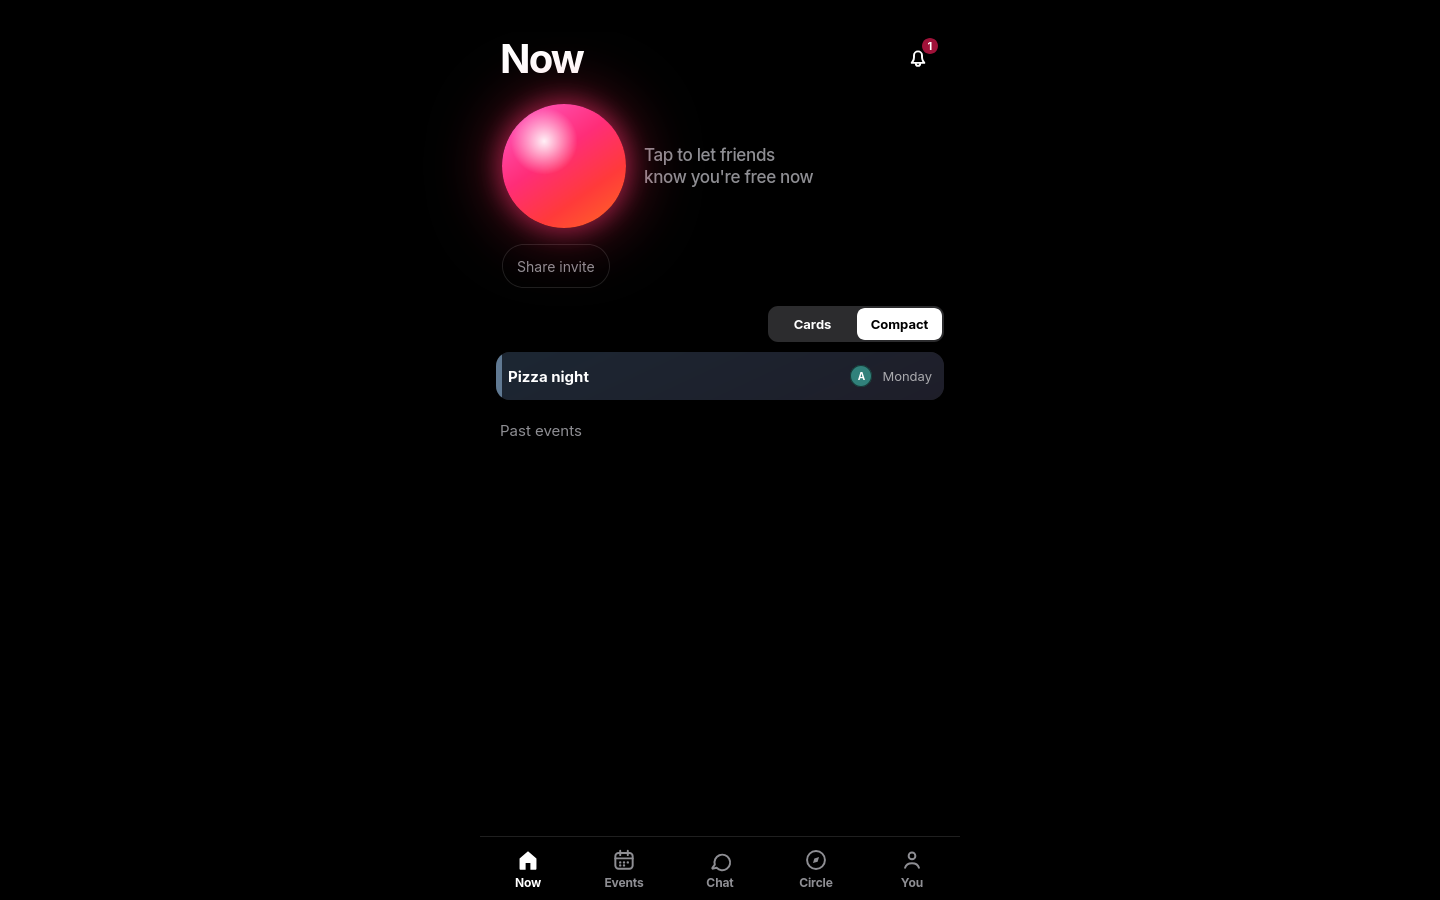 Now
1
Tap to let friends
know you're free now
Share invite
Cards Compact
Pizza night A Monday
Past events
Now Events Chat Circle You